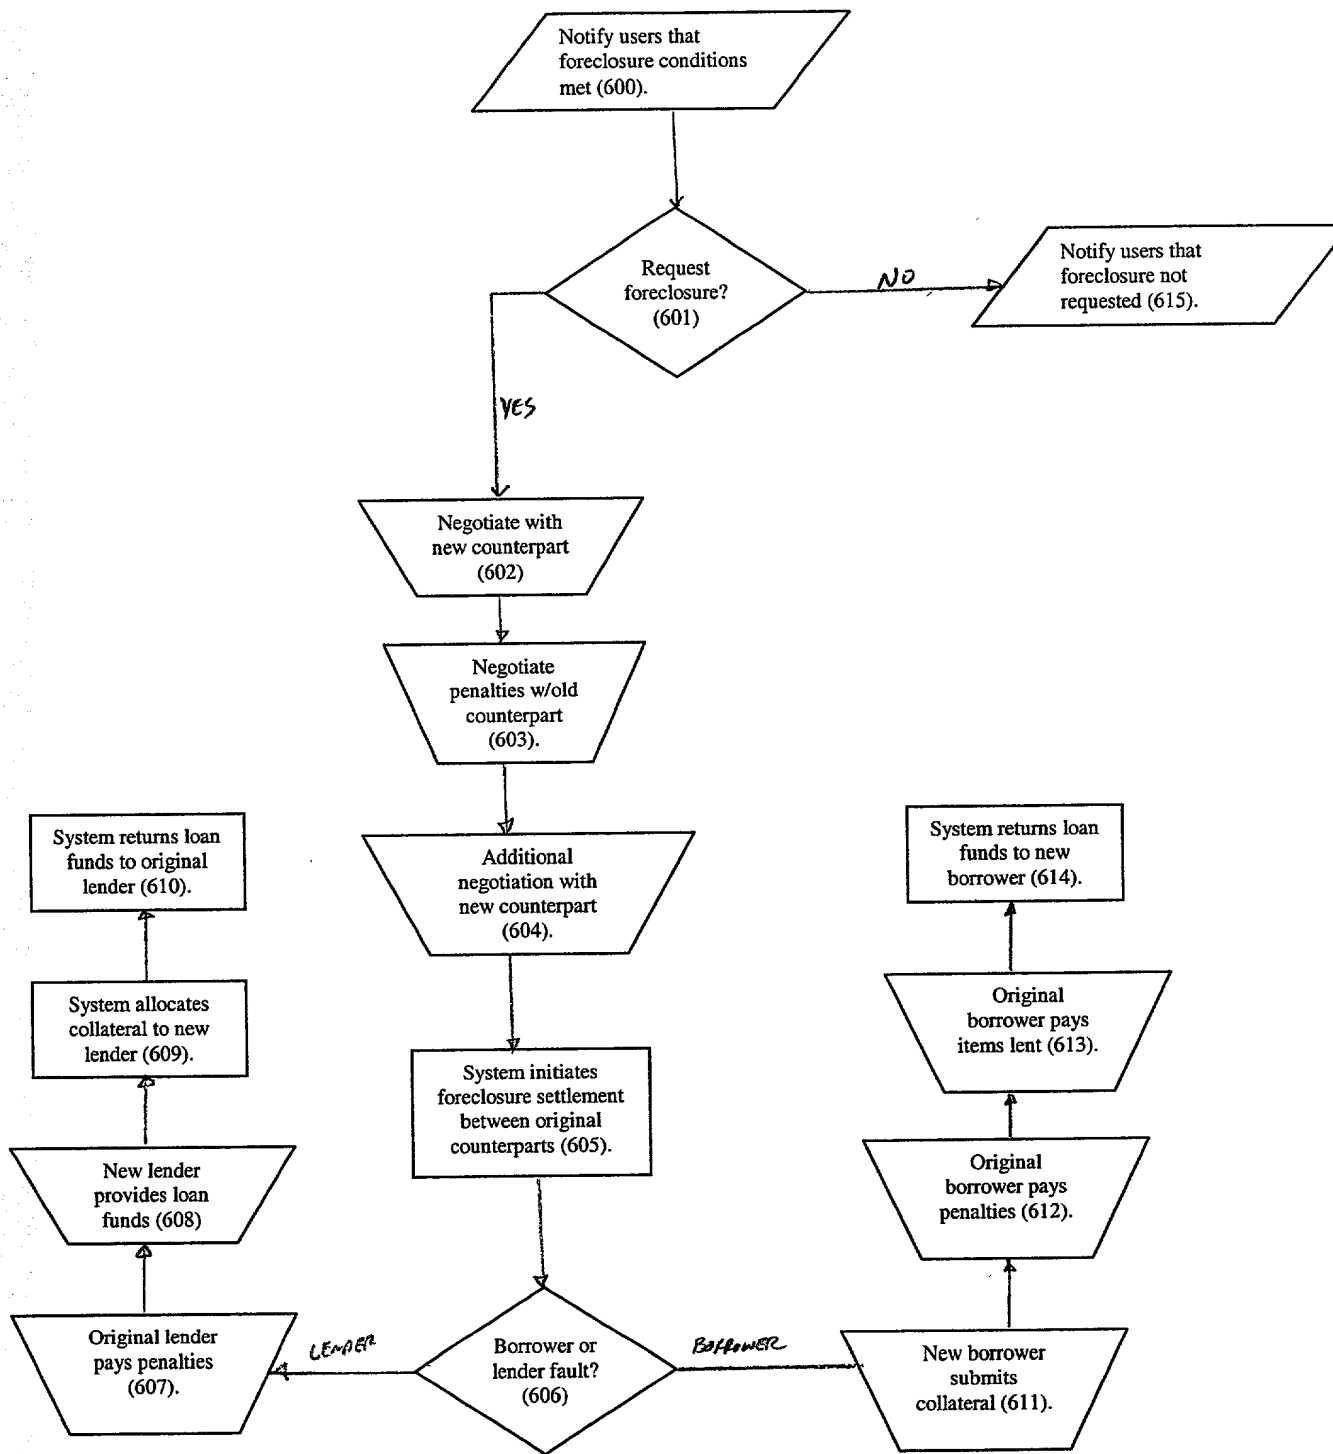 Notify users that
foreclosure conditions
met (600).
Request
foreclosure?
(601)
NO
Notify users that
foreclosure not
requested (615).
YES
Negotiate with
new counterpart
(602)
Negotiate
penalties w/old
counterpart
(603).
Additional
negotiation with
new counterpart
(604).
System initiates
foreclosure settlement
between original
counterparts (605).
Borrower or
lender fault?
(606)
LENDER
Original lender
pays penalties
(607).
New lender
provides loan
funds (608)
System allocates
collateral to new
lender (609).
System returns loan
funds to original
lender (610).
BORROWER
New borrower
submits
collateral (611).
Original
borrower pays
penalties (612).
Original
borrower pays
items lent (613).
System returns loan
funds to new
borrower (614).